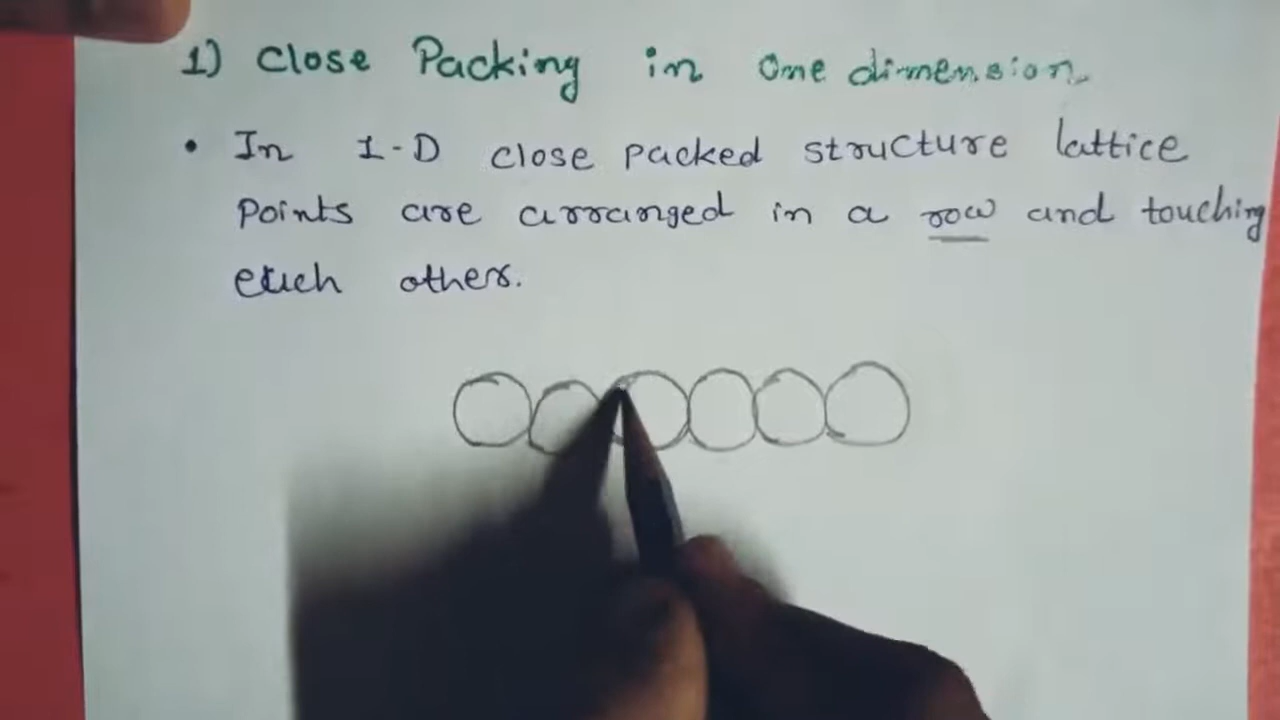 1) Close Packing in One dimension.
• In 1-D close packed structure lattice
Points are arranged in a row and touching
each others.